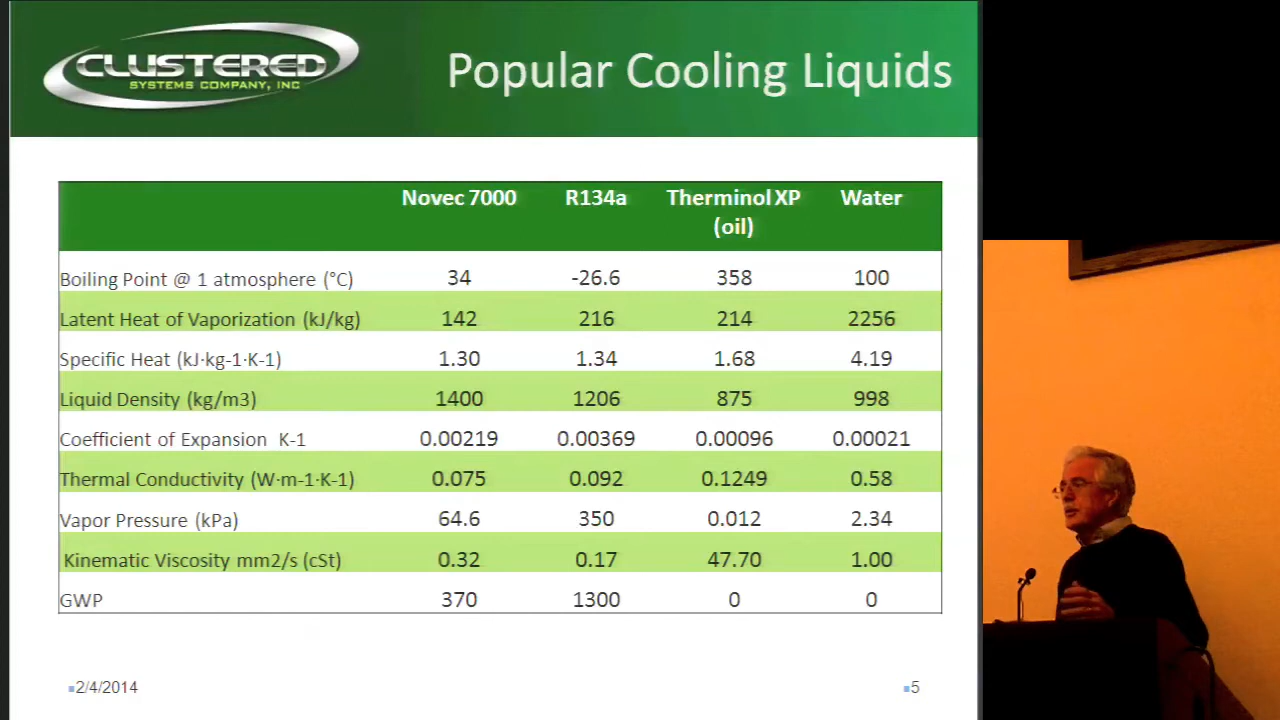 CLUSTERED
SYSTEMS COMPANY, INC
Popular Cooling Liquids
Novec 7000 R134a Therminol XP (oil) Water
Boiling Point @ 1 atmosphere (°C) 34 -26.6 358 100
Latent Heat of Vaporization (kJ/kg) 142 216 214 2256
Specific Heat (kJ·kg-1·K-1) 1.30 1.34 1.68 4.19
Liquid Density (kg/m3) 1400 1206 875 998
Coefficient of Expansion K-1 0.00219 0.00369 0.00096 0.00021
Thermal Conductivity (W·m-1·K-1) 0.075 0.092 0.1249 0.58
Vapor Pressure (kPa) 64.6 350 0.012 2.34
Kinematic Viscosity mm2/s (cSt) 0.32 0.17 47.70 1.00
GWP 370 1300 0 0
2/4/2014 5